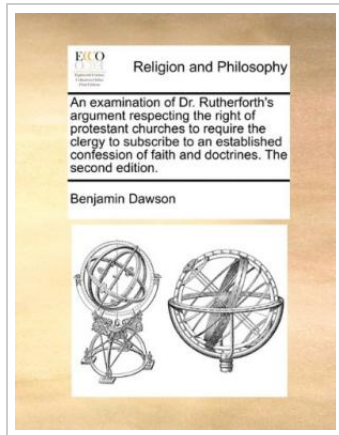 ECCO
Religion and Philosophy
An examination of Dr. Rutherforth's
argument respecting the right of
protestant churches to require the
clergy to subscribe to an established
confession of faith and doctrines. The
second edition.
Benjamin Dawson